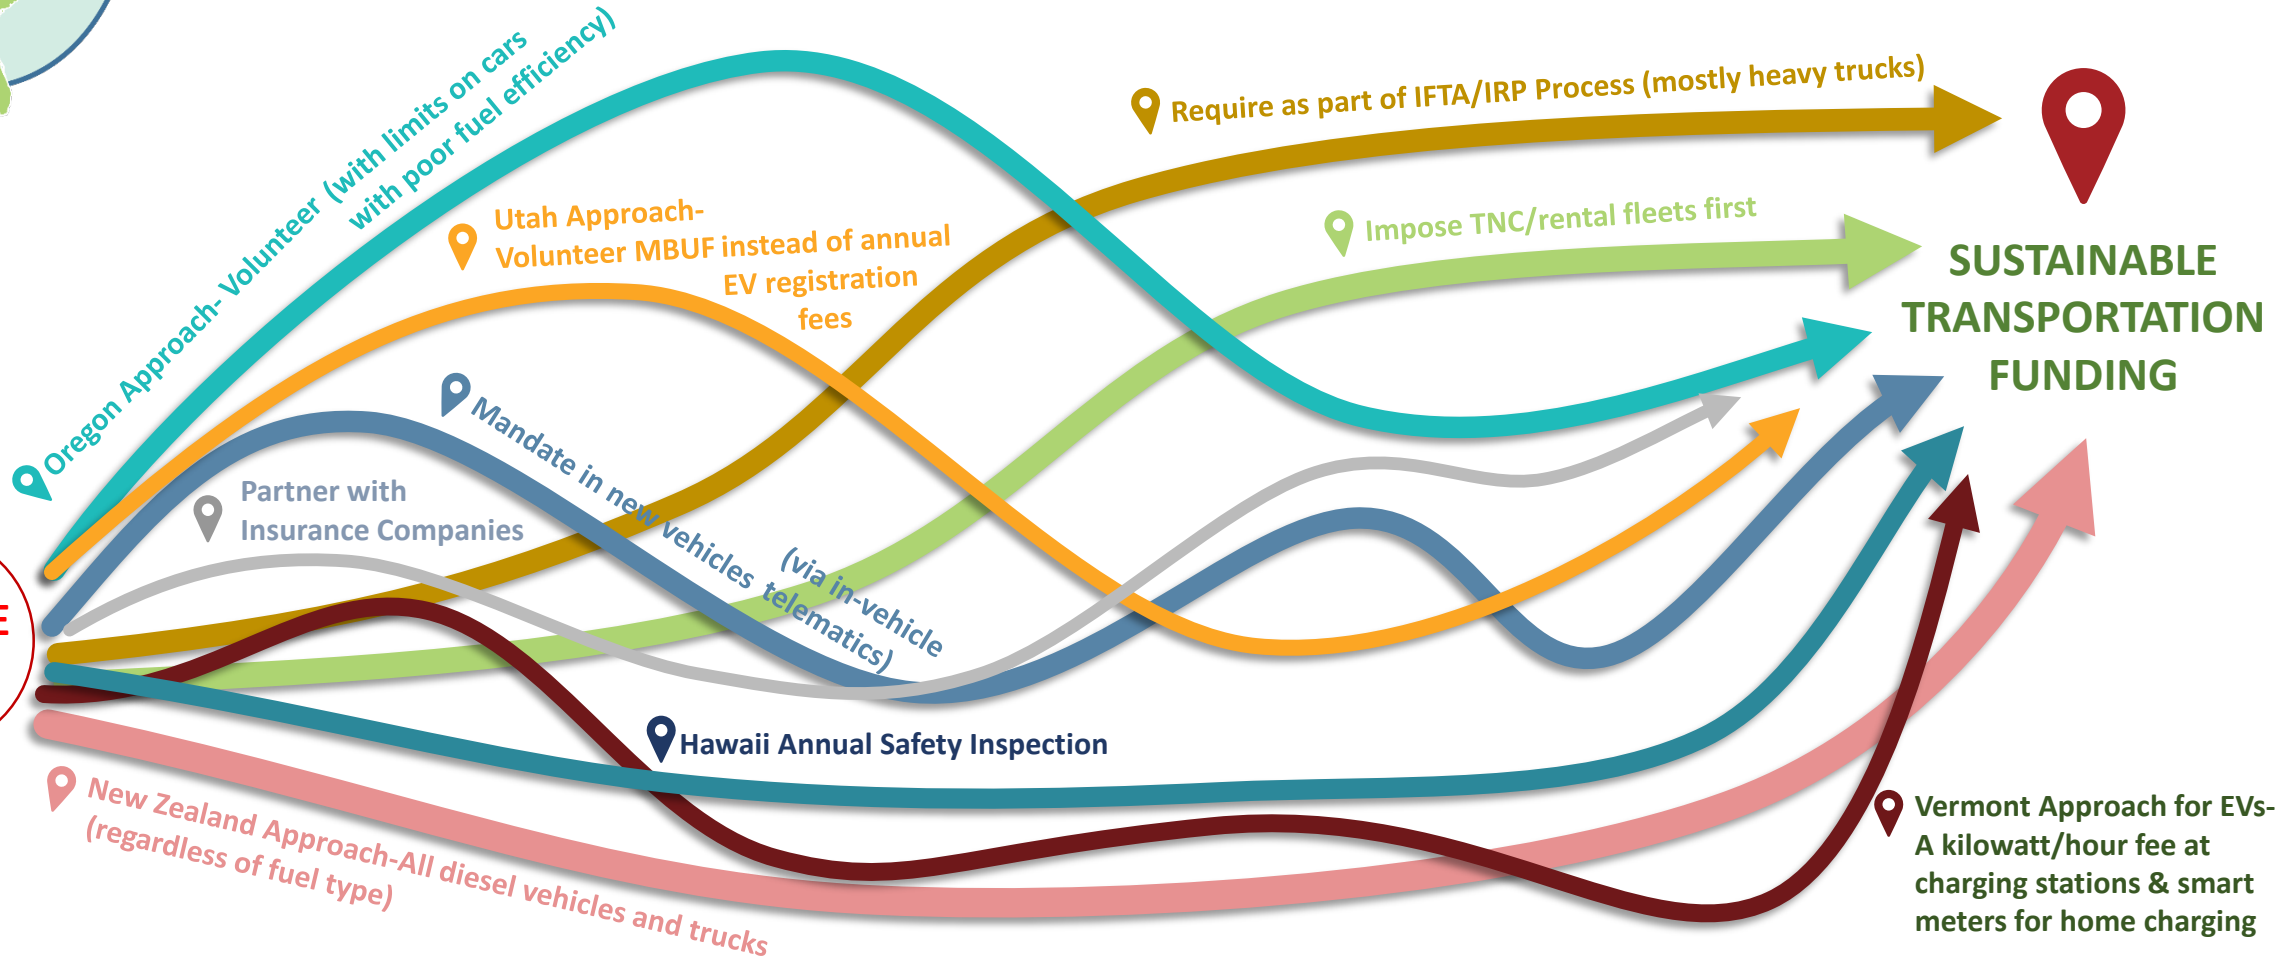 Oregon Approach- Volunteer (with limits on cars
with poor fuel efficiency)
Require as part of IFTA/IRP Process (mostly heavy trucks)
Utah Approach-
Volunteer MBUF instead of annual
EV registration
fees
Impose TNC/rental fleets first
SUSTAINABLE
TRANSPORTATION
FUNDING
Mandate in new vehicles (via in-vehicle
telematics)
Partner with
Insurance Companies
E
Hawaii Annual Safety Inspection
New Zealand Approach-All diesel vehicles and trucks
(regardless of fuel type)
Vermont Approach for EVs-
A kilowatt/hour fee at
charging stations & smart
meters for home charging